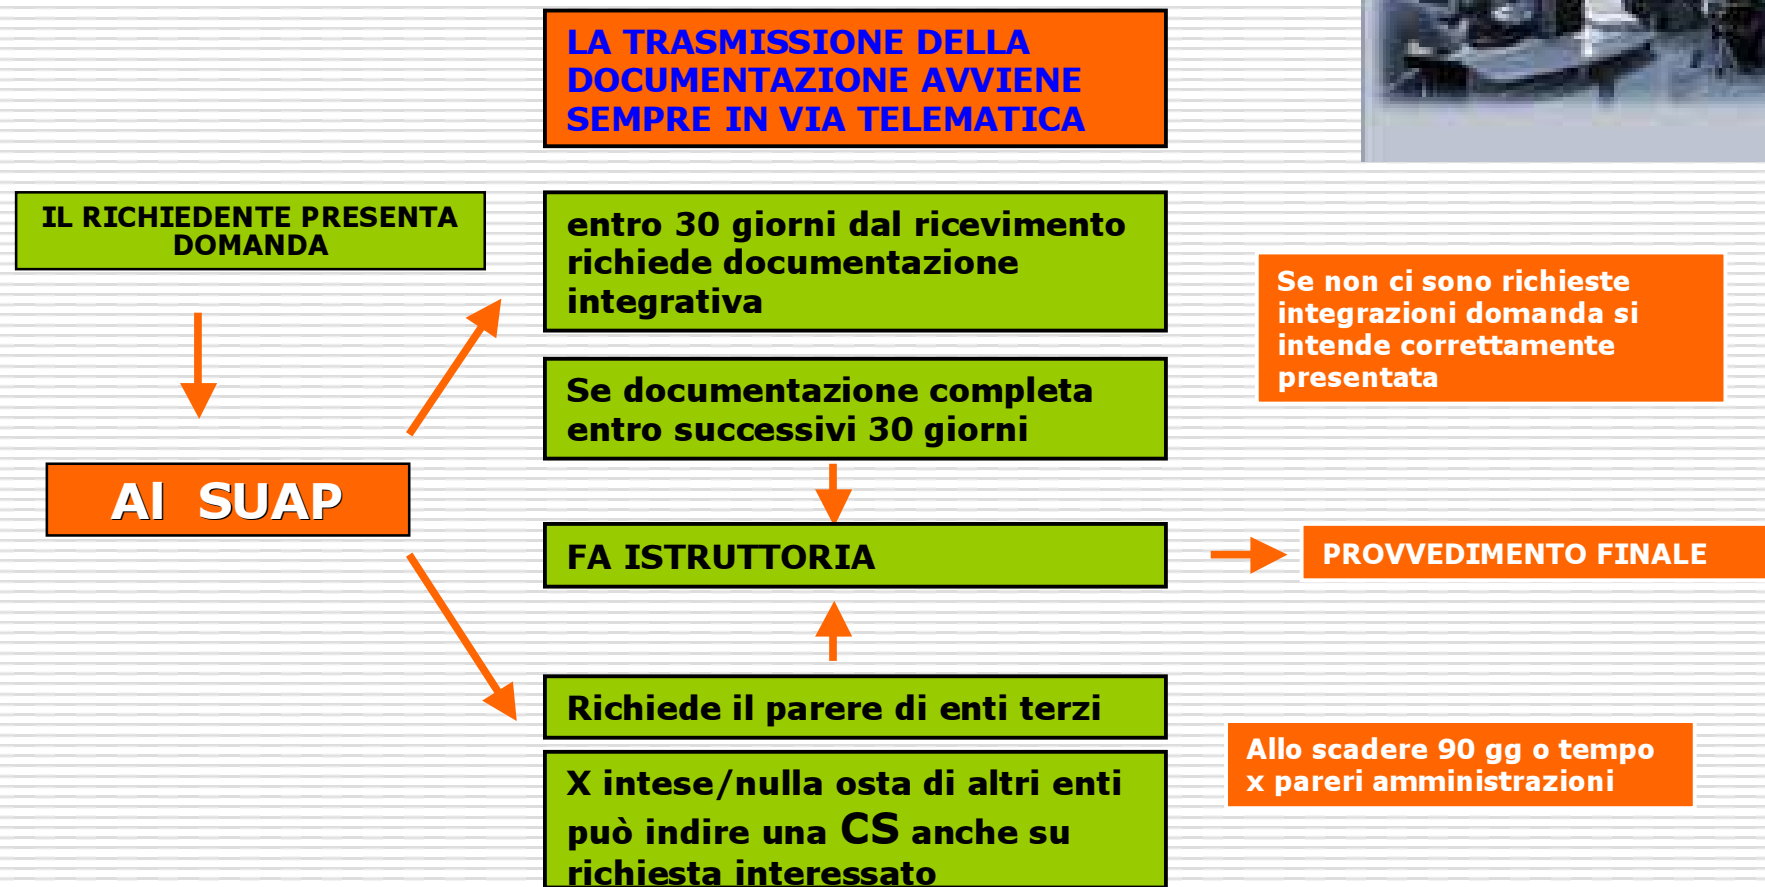 LA TRASMISSIONE DELLA
DOCUMENTAZIONE AVVIENE
SEMPRE IN VIA TELEMATICA
IL RICHIEDENTE PRESENTA
DOMANDA
entro 30 giorni dal ricevimento
richiede documentazione
integrativa
Se non ci sono richieste
integrazioni domanda si
intende correttamente
presentata
Se documentazione completa
entro successivi 30 giorni
Al SUAP
FA ISTRUTTORIA
PROVVEDIMENTO FINALE
Richiede il parere di enti terzi
Allo scadere 90 gg o tempo
x pareri amministrazioni
X intese/nulla osta di altri enti
può indire una CS anche su
richiesta interessato